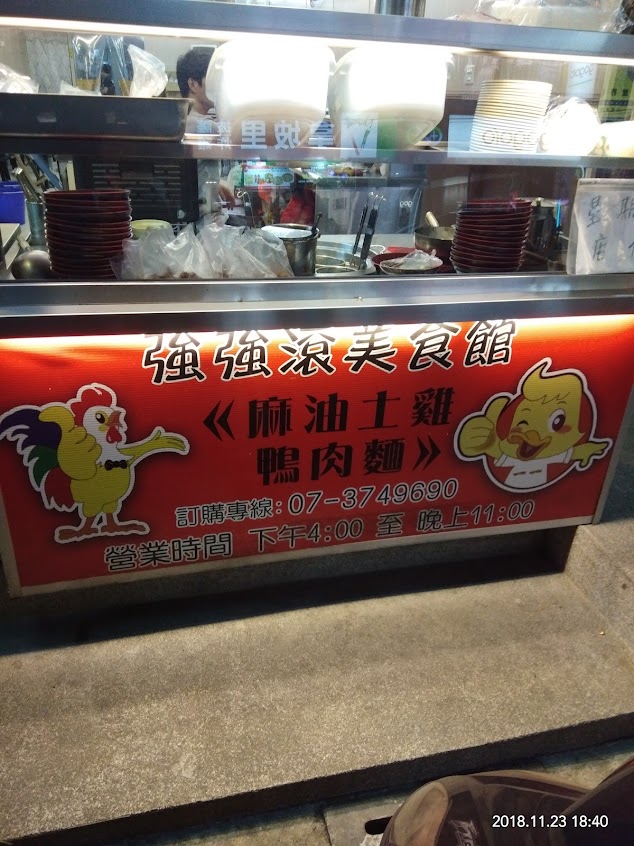 強強滾美食館
《麻油土雞
鴨肉麵》
訂購專線：07-3749690
營業時間 下午4:00 至 晚上11:00
2018.11.23 18:40